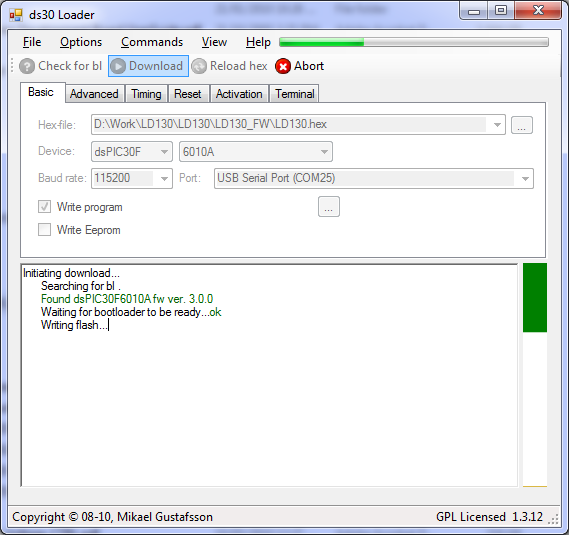 ds30 Loader
File Options Commands View Help
Check for bl Download Reload hex Abort
Basic Advanced Timing Reset Activation Terminal
Hex-file: D:\Work\LD130\LD130\LD130_FW\LD130.hex ...
Device: dsPIC30F 6010A
Baud rate: 115200 Port: USB Serial Port (COM25)
Write program ...
Write Eeprom
Initiating download...
Searching for bl .
Found dsPIC30F6010A fw ver. 3.0.0
Waiting for bootloader to be ready...ok
Writing flash...
Copyright © 08-10, Mikael Gustafsson GPL Licensed 1.3.12